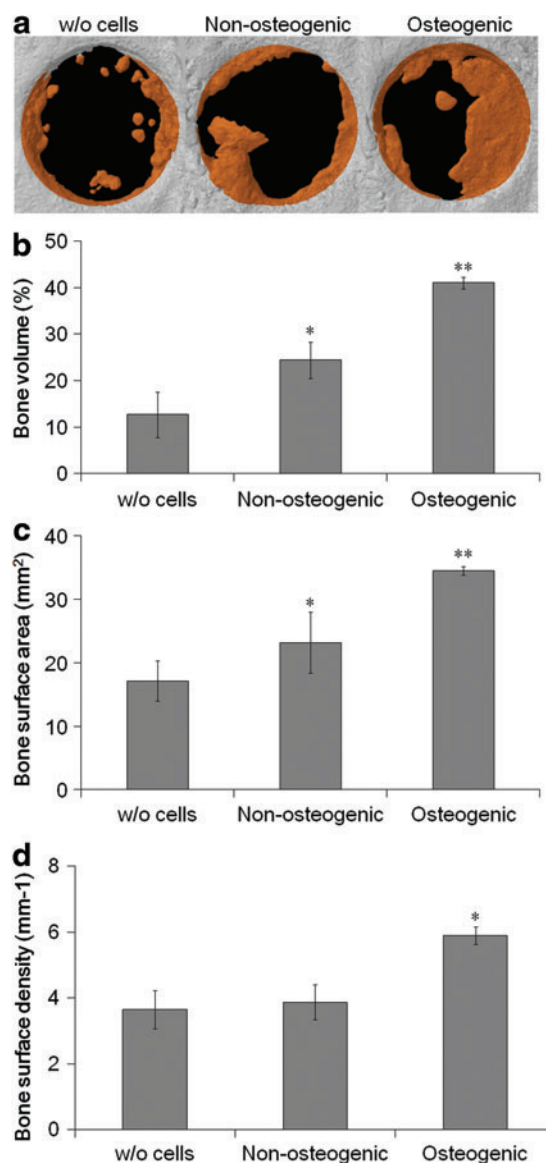 a
w/o cells Non-osteogenic Osteogenic
b
Bone volume (%)
50
40
30
20
10
0
* **
w/o cells Non-osteogenic Osteogenic
c
Bone surface area (mm²)
40
30
20
10
0
* **
w/o cells Non-osteogenic Osteogenic
d
Bone surface density (mm-1)
8
6
4
2
0
*
w/o cells Non-osteogenic Osteogenic